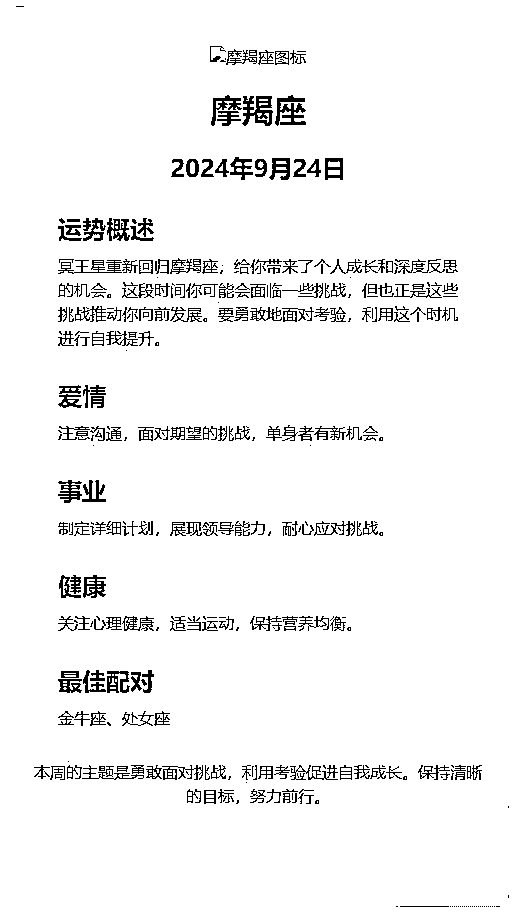 摩羯座图标
摩羯座
2024年9月24日
运势概述
冥王星重新回归摩羯座，给你带来了个人成长和深度反思
的机会。这段时间你可能会面临一些挑战，但也正是这些
挑战推动你向前发展。要勇敢地面对考验，利用这个时机
进行自我提升。
爱情
注意沟通，面对期望的挑战，单身者有新机会。
事业
制定详细计划，展现领导能力，耐心应对挑战。
健康
关注心理健康，适当运动，保持营养均衡。
最佳配对
金牛座、处女座
本周的主题是勇敢面对挑战，利用考验促进自我成长。保持清晰
的目标，努力前行。